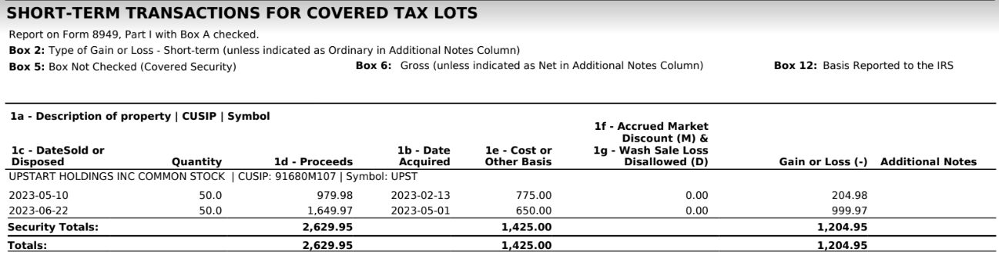 SHORT-TERM TRANSACTIONS FOR COVERED TAX LOTS
Report on Form 8949, Part I with Box A checked.
Box 2: Type of Gain or Loss - Short-term (unless indicated as Ordinary in Additional Notes Column)
Box 5: Box Not Checked (Covered Security) Box 6: Gross (unless indicated as Net in Additional Notes Column) Box 12: Basis Reported to the IRS
1a - Description of property | CUSIP | Symbol
1f - Accrued Market
Discount (M) &
1c - DateSold or 1b - Date 1e - Cost or 1g - Wash Sale Loss
Disposed Quantity 1d - Proceeds Acquired Other Basis Disallowed (D) Gain or Loss (-) Additional Notes
UPSTART HOLDINGS INC COMMON STOCK | CUSIP: 91680M107 | Symbol: UPST
2023-05-10 50.0 979.98 2023-02-13 775.00 0.00 204.98
2023-06-22 50.0 1,649.97 2023-05-01 650.00 0.00 999.97
Security Totals: 2,629.95 1,425.00 1,204.95
Totals: 2,629.95 1,425.00 1,204.95